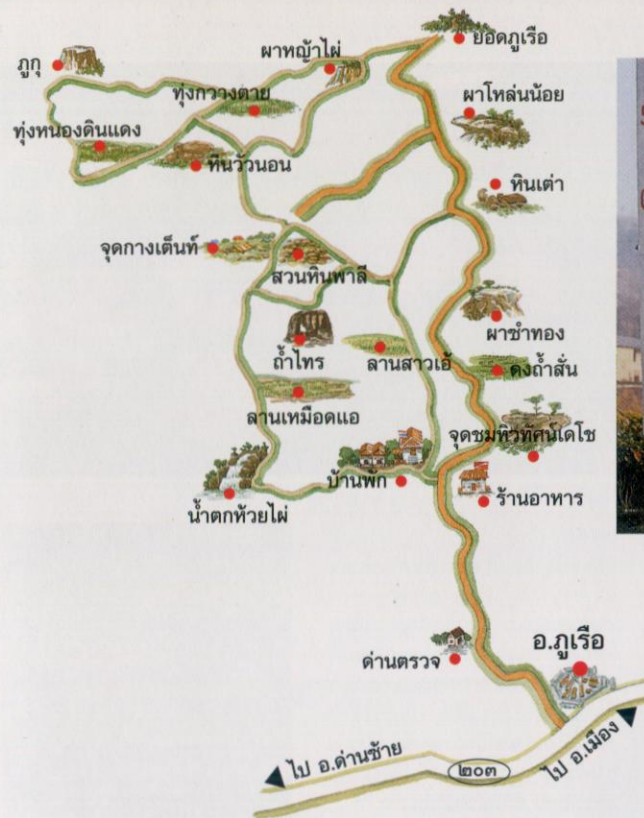 ยอดภูเรือ
ภูกุ
ผาหญ้าไผ่
ทุ่งกวางตาย
ผาโหล่นน้อย
ทุ่งหนองดินแดง
หินวัวนอน
หินเต่า
จุดกางเต็นท์
สวนหินพาลี
ผาซำทอง
ถ้ำไทร
ลานสาวเอ้
ดงถ้ำสั่น
ลานเหมือดแอ
จุดชมทิวทัศน์เดโช
บ้านพัก
ร้านอาหาร
น้ำตกห้วยไผ่
อ.ภูเรือ
ด่านตรวจ
ไป อ.ด่านซ้าย
๒๐๓
ไป อ.เมือง